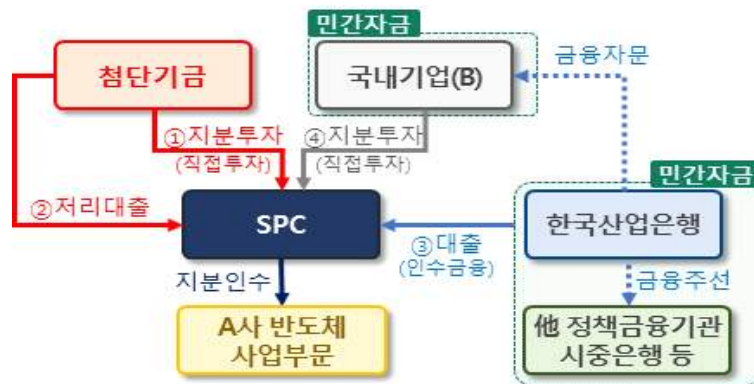 민간자금
첨단기금
국내기업(B)
금융자문
①지분투자
(직접투자)
④지분투자
(직접투자)
민간자금
②저리대출
SPC
③대출
(인수금융)
한국산업은행
지분인수
금융주선
A사 반도체
사업부문
他 정책금융기관
시중은행 등